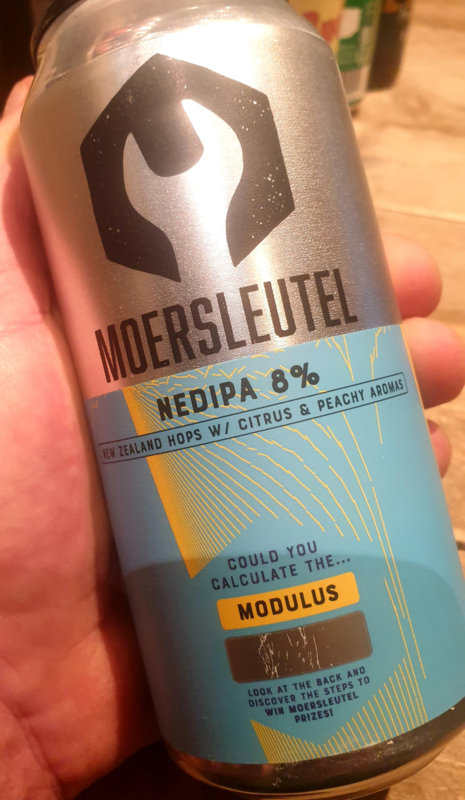 MOERSLEUTEL
NEDIPA 8%
NEW ZEALAND HOPS W/ CITRUS & PEACHY AROMAS
COULD YOU
CALCULATE THE...
MODULUS
LOOK AT THE BACK AND
DISCOVER THE STEPS TO
WIN MOERSLEUTEL
PRIZES!